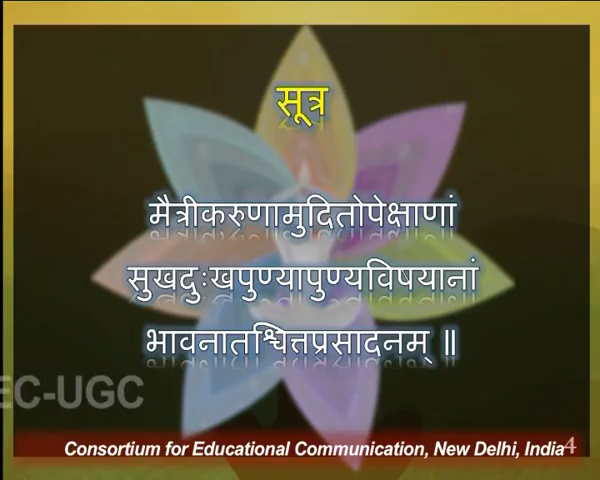 सूत्र
मैत्रीकरुणामुदितोपेक्षाणां
सुखदुःखपुण्यापुण्यविषयानां
भावनातश्चित्तप्रसादनम् ॥
EC-UGC
Consortium for Educational Communication, New Delhi, India
4